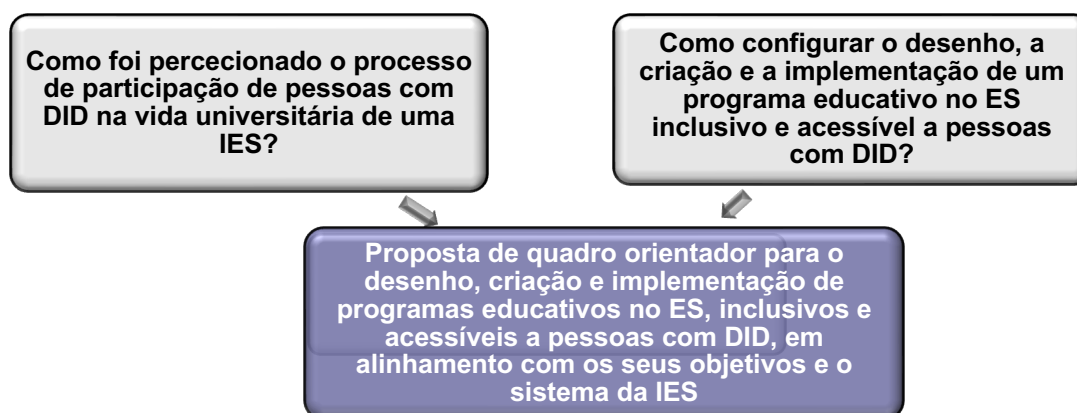 Como foi percecionado o processo
de participação de pessoas com
DID na vida universitária de uma
IES?
Como configurar o desenho, a
criação e a implementação de um
programa educativo no ES
inclusivo e acessível a pessoas
com DID?
Proposta de quadro orientador para o
desenho, criação e implementação de
programas educativos no ES, inclusivos e
acessíveis a pessoas com DID, em
alinhamento com os seus objetivos e o
sistema da IES